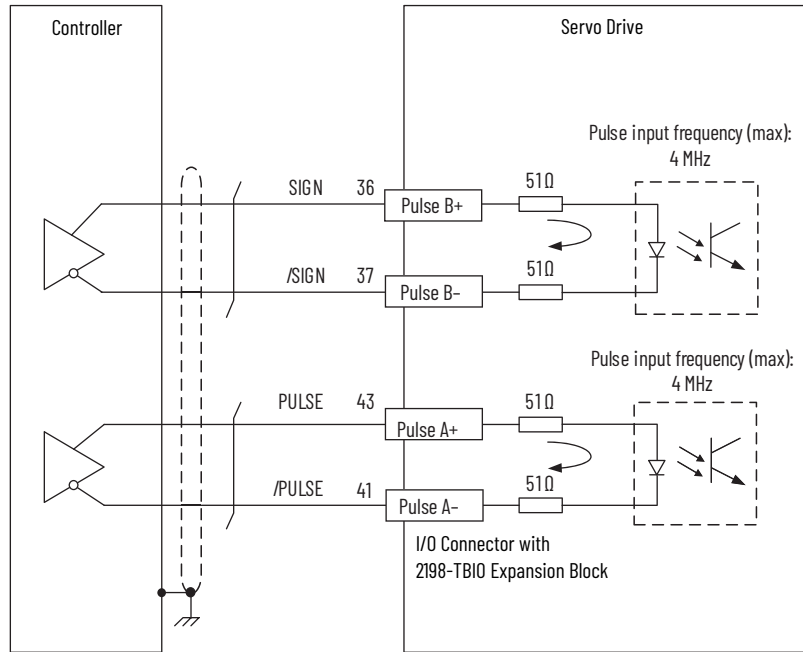 Controller
Servo Drive
Pulse input frequency (max):
4 MHz
SIGN 36
Pulse B+
51Ω
/SIGN 37
Pulse B–
51Ω
Pulse input frequency (max):
4 MHz
PULSE 43
Pulse A+
51Ω
/PULSE 41
Pulse A–
51Ω
I/O Connector with
2198-TBIO Expansion Block